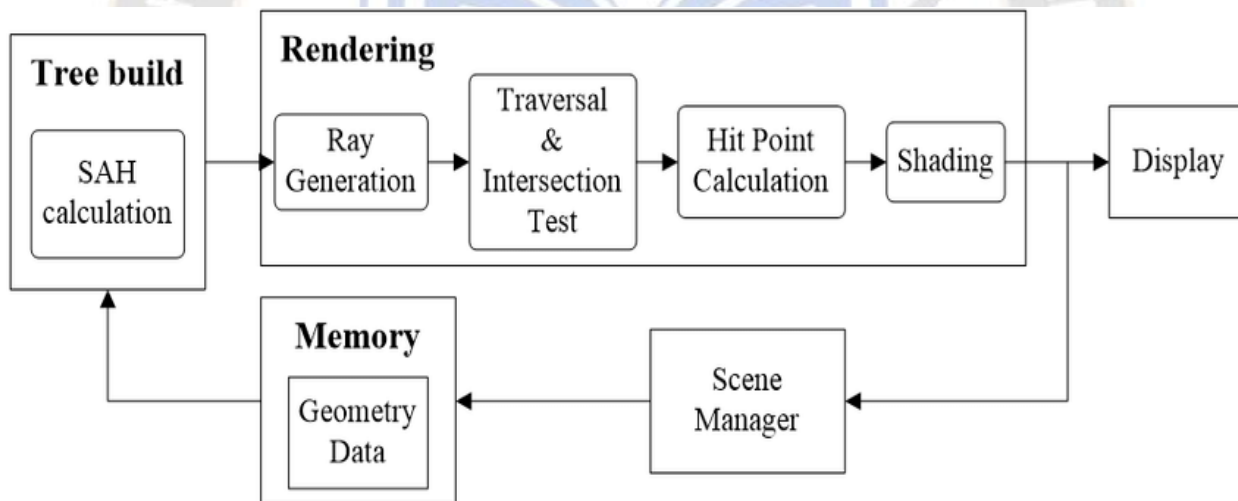 Tree build
SAH
calculation
Rendering
Ray
Generation
Traversal
&
Intersection
Test
Hit Point
Calculation
Shading
Display
Memory
Geometry
Data
Scene
Manager